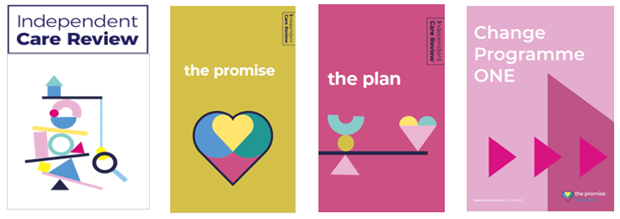 Independent
Care Review
Independent
Care Review
the promise
Independent
Care Review
the plan
Change
Programme
ONE
the promise